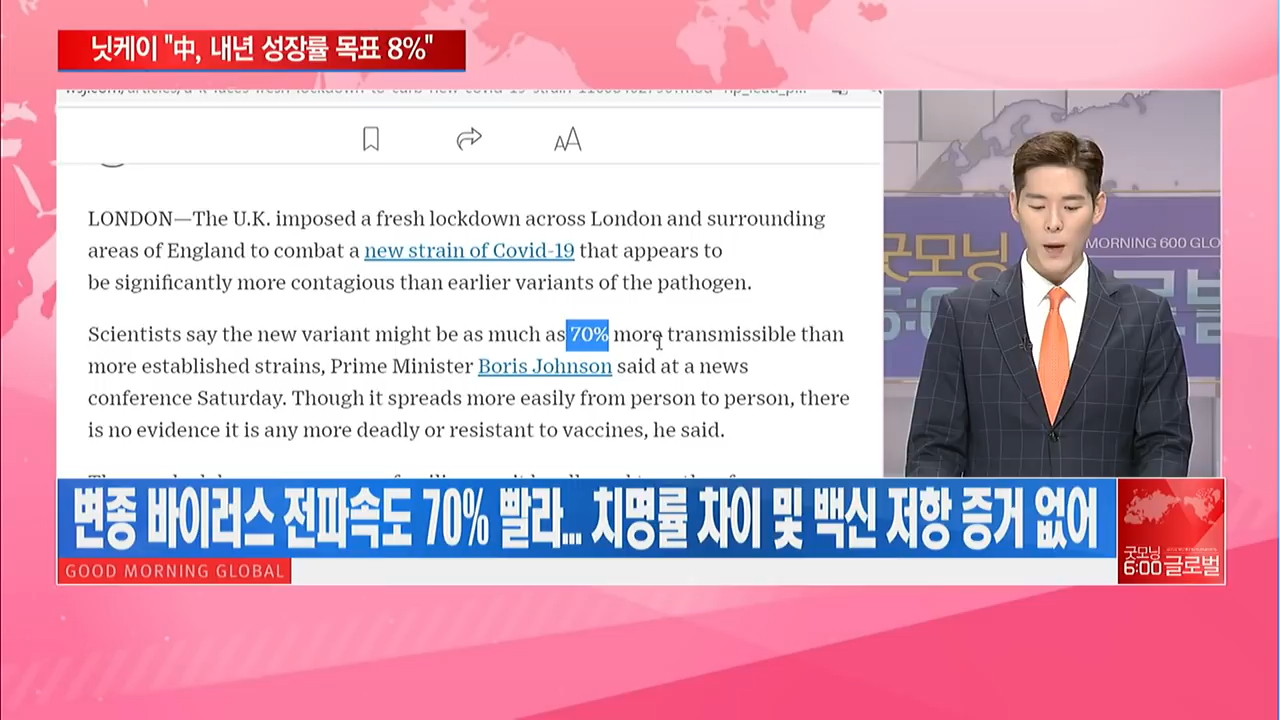 닛케이 "中, 내년 성장률 목표 8%"
AA
LONDON—The U.K. imposed a fresh lockdown across London and surrounding
areas of England to combat a new strain of Covid-19 that appears to
be significantly more contagious than earlier variants of the pathogen.
Scientists say the new variant might be as much as 70% more transmissible than
more established strains, Prime Minister Boris Johnson said at a news
conference Saturday. Though it spreads more easily from person to person, there
is no evidence it is any more deadly or resistant to vaccines, he said.
굿모닝
MORNING 600 GLO
변종 바이러스 전파속도 70% 빨라... 치명률 차이 및 백신 저항 증거 없어
GOOD MORNING GLOBAL
굿모닝
6:00 글로벌